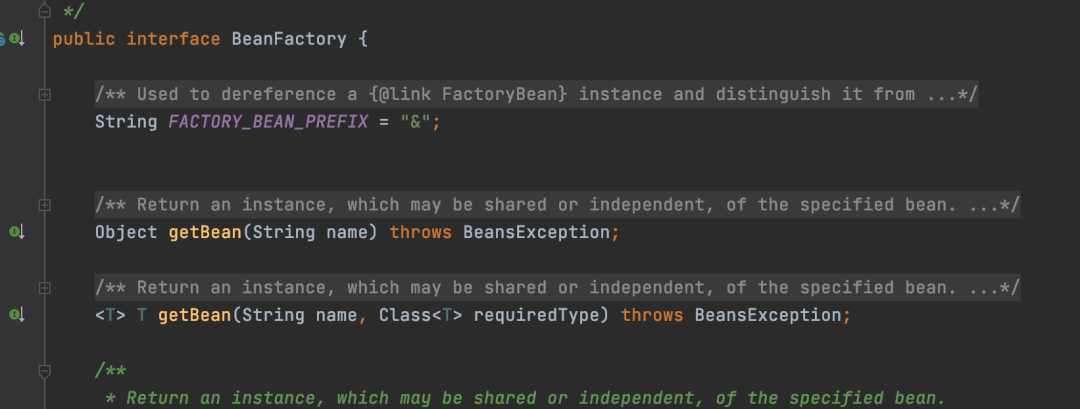 */
public interface BeanFactory {
/** Used to dereference a {@link FactoryBean} instance and distinguish it from ...*/
String FACTORY_BEAN_PREFIX = "&";
/** Return an instance, which may be shared or independent, of the specified bean. ...*/
Object getBean(String name) throws BeansException;
/** Return an instance, which may be shared or independent, of the specified bean. ...*/
<T> T getBean(String name, Class<T> requiredType) throws BeansException;
/**
* Return an instance, which may be shared or independent, of the specified bean.